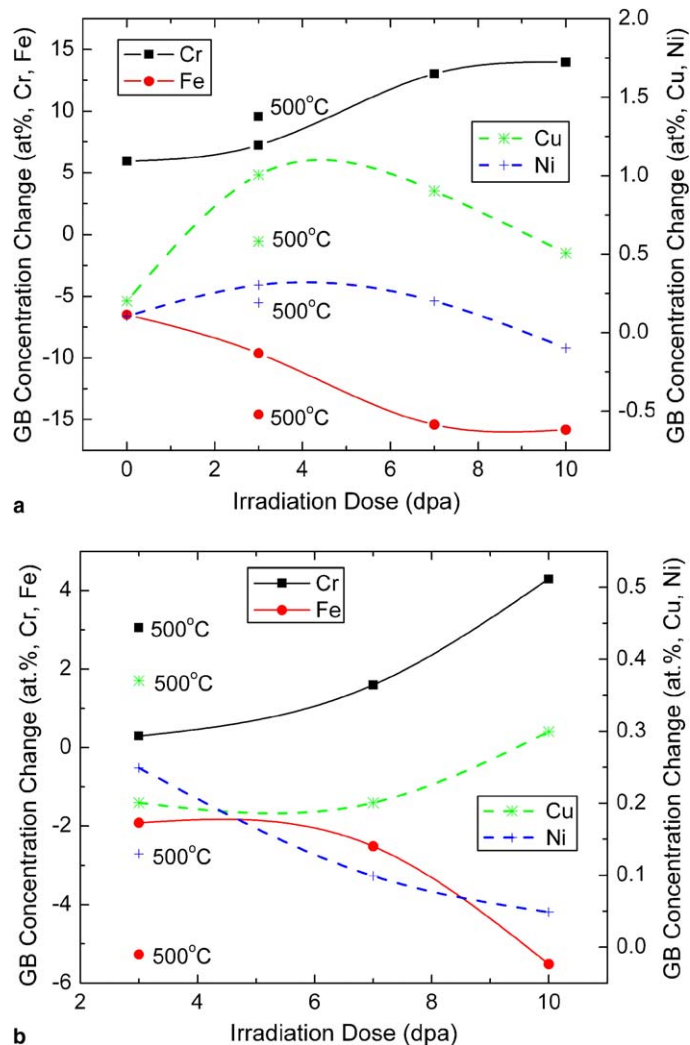 GB Concentration Change (at%, Cr, Fe)
15
10
5
0
-5
-10
-15
Cr
Fe
500°C
500°C
500°C
500°C
Cu
Ni
2.0
1.5
1.0
0.5
0.0
-0.5
GB Concentration Change (at%, Cu, Ni)
0 2 4 6 8 10
Irradiation Dose (dpa)
a
GB Concentration Change (at.%, Cr, Fe)
4
2
0
-2
-4
-6
Cr
Fe
500°C
500°C
500°C
500°C
Cu
Ni
0.5
0.4
0.3
0.2
0.1
0.0
GB Concentration Change (at.%, Cu, Ni)
2 4 6 8 10
Irradiation Dose (dpa)
b